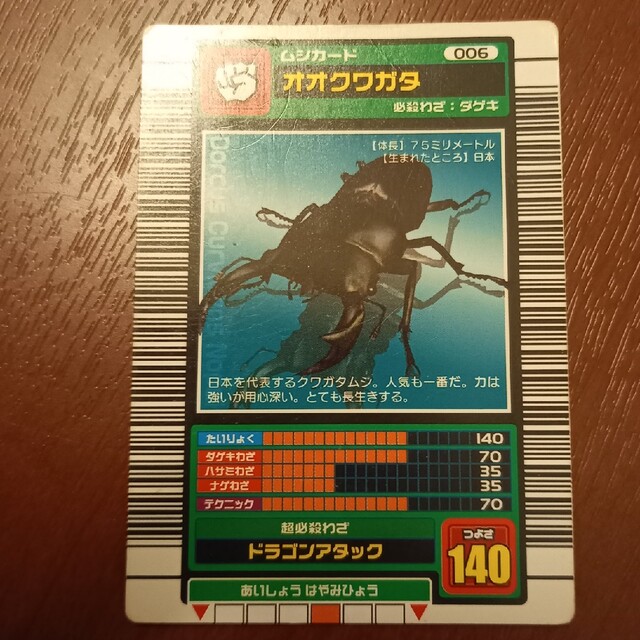 ムシカード
006
オオクワガタ
必殺わざ：ダゲキ
【体長】75ミリメートル
【生まれたところ】日本
日本を代表するクワガタムシ。人気も一番だ。力は
強いが用心深い。とても長生きする。
たいりょく 140
ダゲキわざ 70
ハサミわざ 35
ナゲわざ 35
テクニック 70
超必殺わざ
ドラゴンアタック
つよさ
140
あいしょう はやみひょう